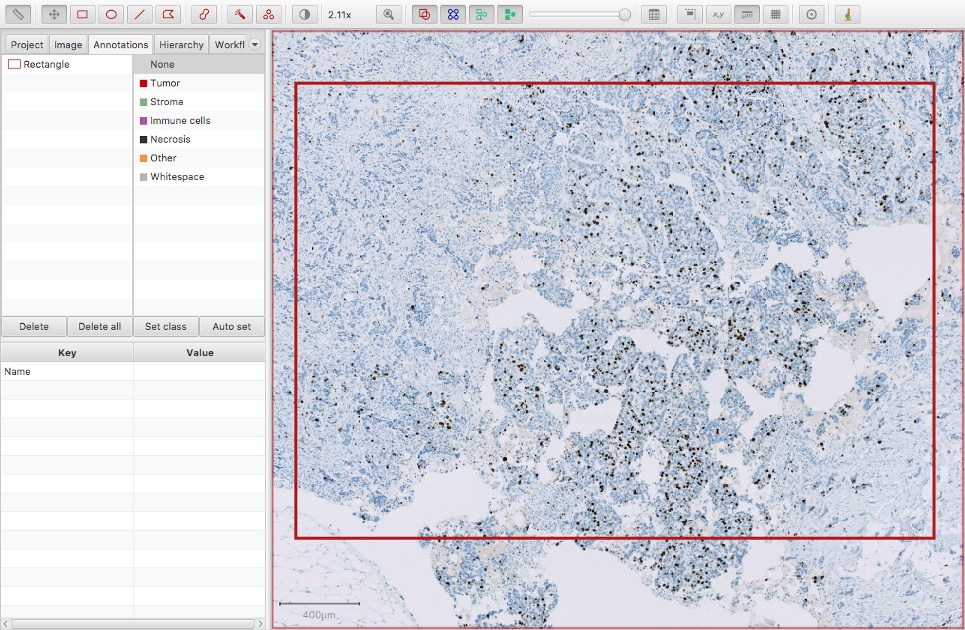 2.11x
x,y
µm
Project Image Annotations Hierarchy Workfl
Rectangle
None
Tumor
Stroma
Immune cells
Necrosis
Other
Whitespace
Delete Delete all Set class Auto set
Key Value
Name
400µm